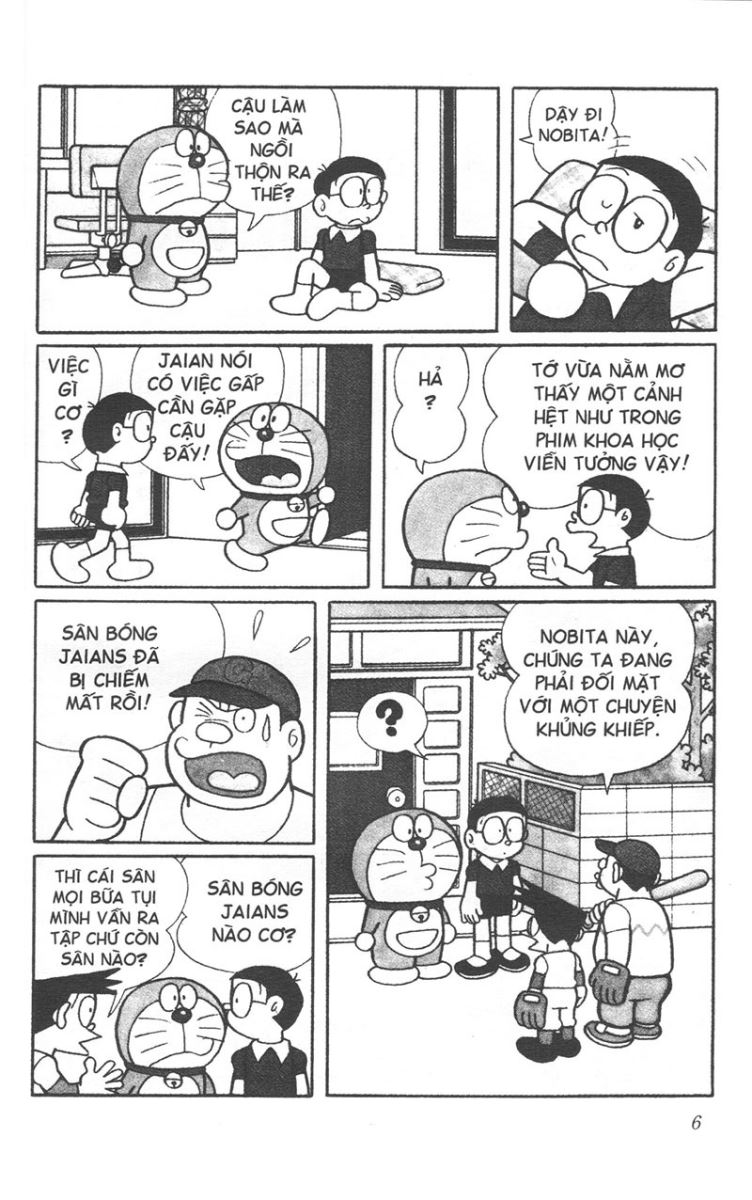 DẬY ĐI
NOBITA!
CẬU LÀM
SAO MÀ
NGỒI
THỘN RA
THẾ?
TỚ VỪA NẰM MƠ
THẤY MỘT CẢNH
HỆT NHƯ TRONG
PHIM KHOA HỌC
VIỄN TƯỞNG VẬY!
HẢ
?
JAIAN NÓI
CÓ VIỆC GẤP
CẦN GẶP
CẬU
ĐẤY!
VIỆC
GÌ
CƠ
?
NOBITA NÀY,
CHÚNG TA ĐANG
PHẢI ĐỐI MẶT
VỚI MỘT CHUYỆN
KHỦNG KHIẾP.
?
SÂN BÓNG
JAIANS ĐÃ
BỊ CHIẾM
MẤT RỒI!
G
SÂN BÓNG
JAIANS
NÀO CƠ?
THÌ CÁI SÂN
MỌI BỮA TỤI
MÌNH VẪN RA
TẬP CHỨ CÒN
SÂN NÀO?
6